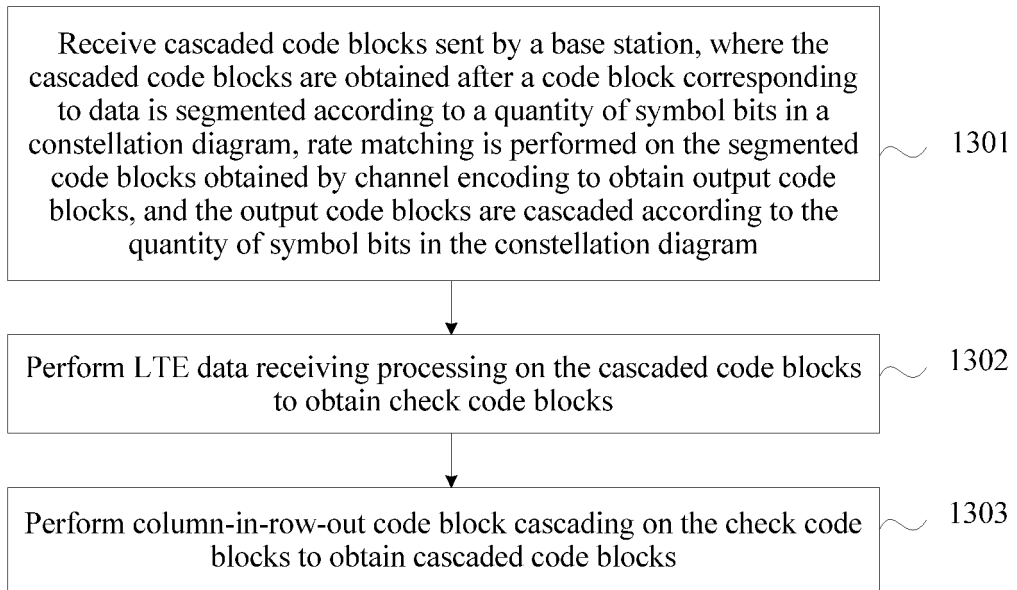 Receive cascaded code blocks sent by a base station, where the
cascaded code blocks are obtained after a code block corresponding
to data is segmented according to a quantity of symbol bits in a
constellation diagram, rate matching is performed on the segmented
code blocks obtained by channel encoding to obtain output code
blocks, and the output code blocks are cascaded according to the
quantity of symbol bits in the constellation diagram
1301
Perform LTE data receiving processing on the cascaded code blocks
to obtain check code blocks
1302
Perform column-in-row-out code block cascading on the check code
blocks to obtain cascaded code blocks
1303